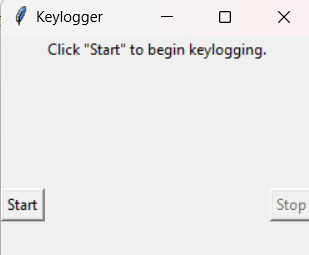 Keylogger
Click "Start" to begin keylogging.
Start
Stop